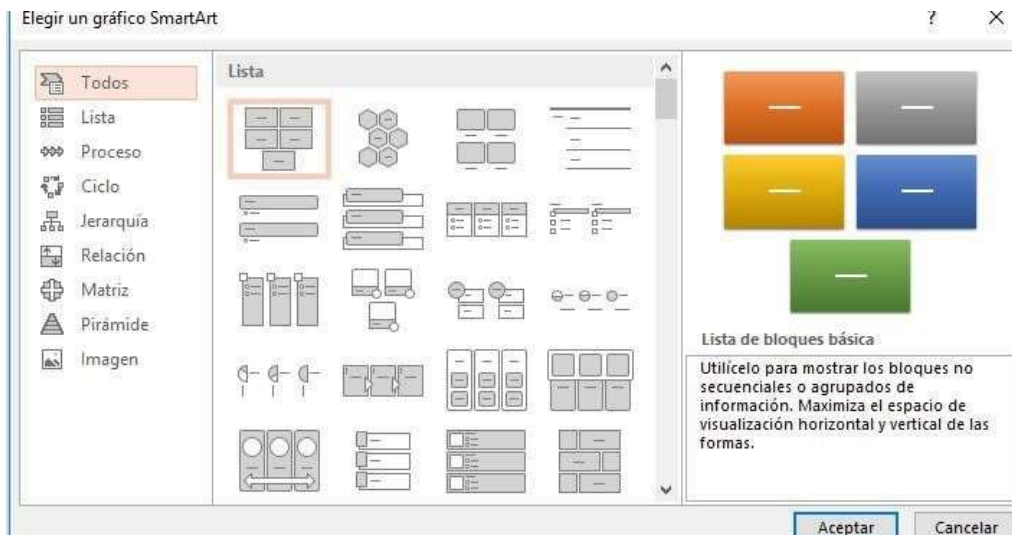 Elegir un gráfico SmartArt
Todos
Lista
Proceso
Ciclo
Jerarquía
Relación
Matriz
Pirámide
Imagen
Lista
Lista de bloques básica
Utilícelo para mostrar los bloques no
secuenciales o agrupados de
información. Maximiza el espacio de
visualización horizontal y vertical de las
formas.
Aceptar
Cancelar